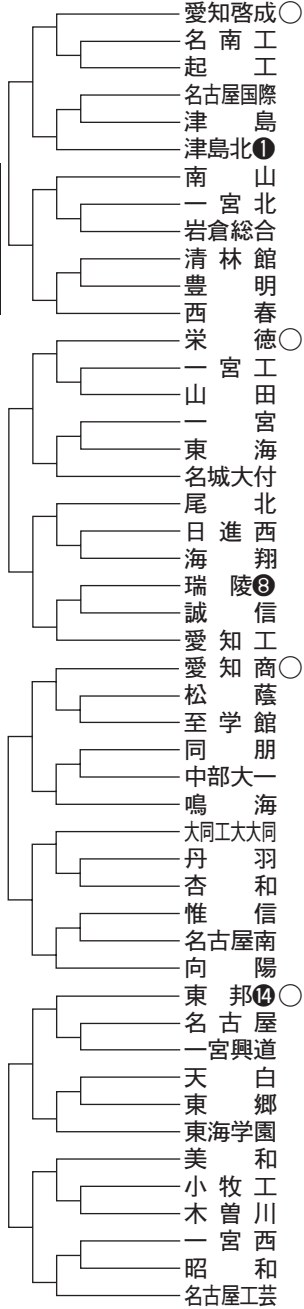 愛知啓成○
名南工
起工
名古屋国際
津島
津島北❶
南山
一宮北
岩倉総合
清林館
豊明
西春
栄徳○
一宮工
山田
一宮
東海
名城大付
尾北
日進西
海翔
瑞陵❽
誠信
愛知工
愛知商○
松蔭
至学館
同朋
中部大一
鳴海
大同工大大同
丹羽
杏和
惟信
名古屋南
向陽
東邦⓮○
名古屋
一宮興道
天白
東郷
東海学園
美和
小牧工
木曽川
一宮西
昭和
名古屋工芸